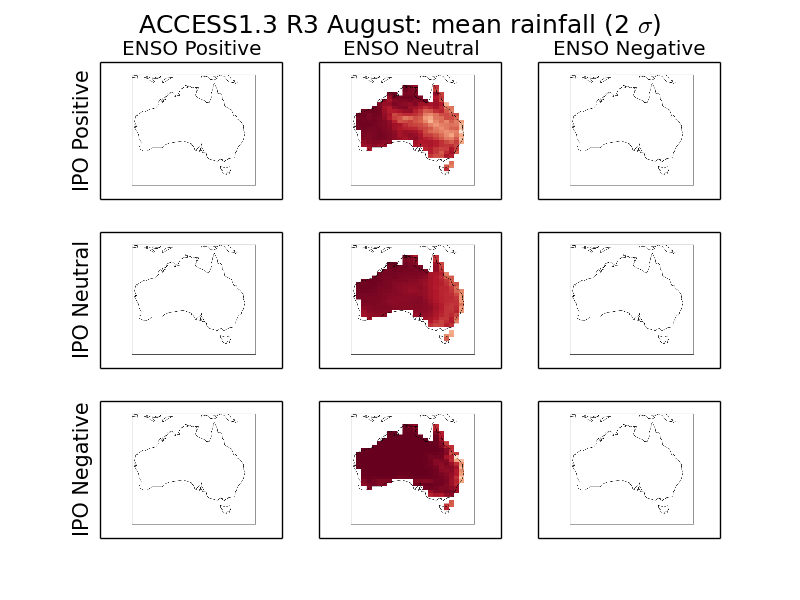 ACCESS1.3 R3 August: mean rainfall (2 σ)
ENSO Positive ENSO Neutral ENSO Negative
IPO Positive
IPO Neutral
IPO Negative